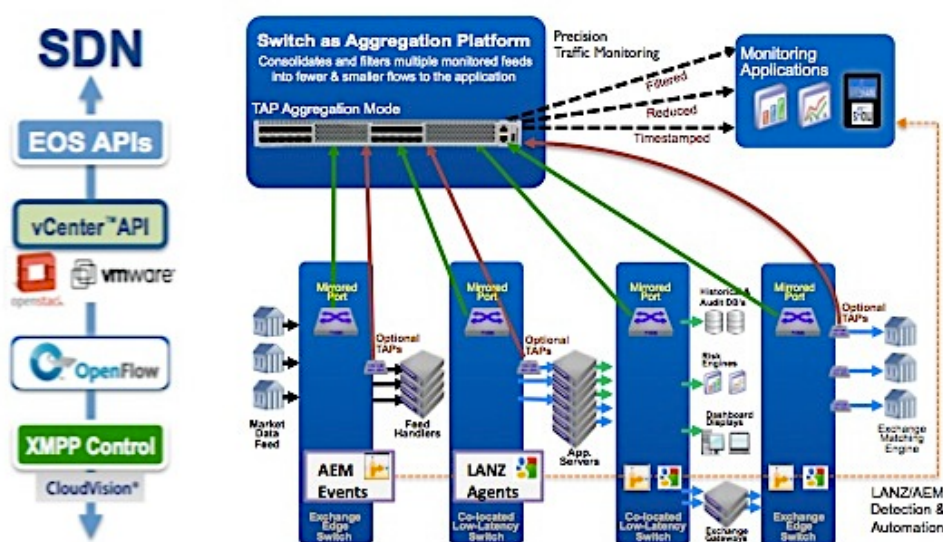 SDN
EOS APIs
vCenter™API
openstack
vmware
OpenFlow
XMPP Control
CloudVision®
Switch as Aggregation Platform
Consolidates and filters multiple monitored feeds
into fewer & smaller flows to the application
TAP Aggregation Mode
Precision
Traffic Monitoring
Filtered
Reduced
Timestamped
Monitoring
Applications
Mirrored
Port
Optional
TAPs
Market
Data
Feed
Feed
Handlers
AEM
Events
Exchange
Edge
Switch
Mirrored
Port
Optional
TAPs
App.
Servers
LANZ
Agents
Co-located
Low-Latency
Switch
Mirrored
Port
Historical &
Audit DB's
Risk
Engines
Dashboard
Displays
Co-located
Low-Latency
Switch
Exchange
Gateways
Mirrored
Port
Optional
TAPs
Exchange
Matching
Engine
Exchange
Edge
Switch
LANZ/AEM
Detection &
Automation